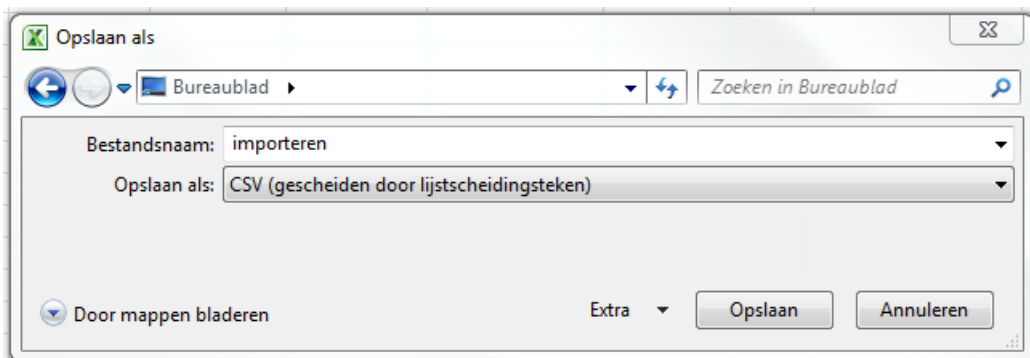 Opslaan als
Bureaublad
Zoeken in Bureaublad
Bestandsnaam: importeren
Opslaan als: CSV (gescheiden door lijstscheidingsteken)
Door mappen bladeren Extra Opslaan Annuleren